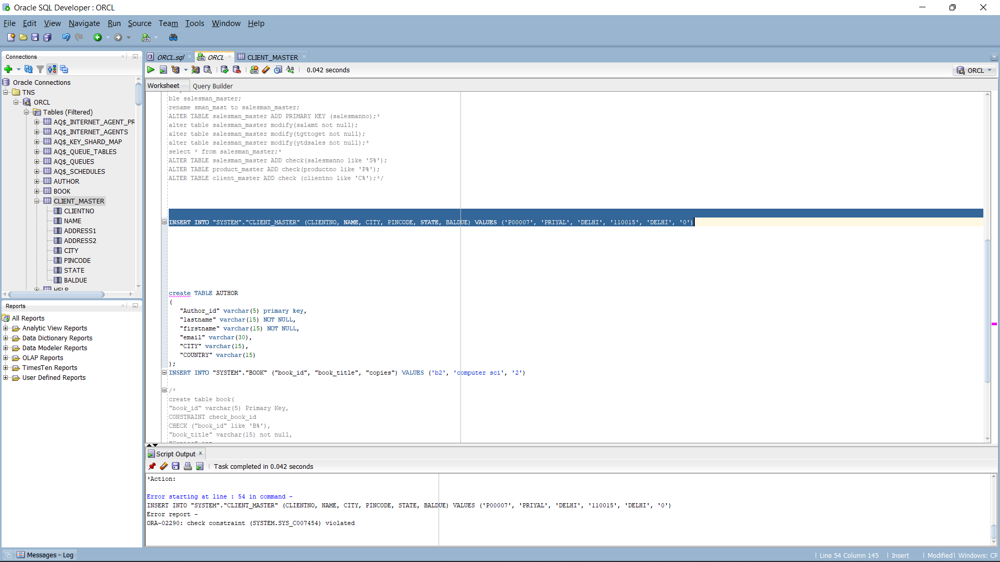 Oracle SQL Developer : ORCL
File Edit View Navigate Run Source Team Tools Window Help
Connections
Oracle Connections
TNS
ORCL
Tables (Filtered)
AQ$_INTERNET_AGENT_PR
AQ$_INTERNET_AGENTS
AQ$_KEY_SHARD_MAP
AQ$_QUEUE_TABLES
AQ$_QUEUES
AQ$_SCHEDULES
AUTHOR
BOOK
CLIENT_MASTER
CLIENTNO
NAME
ADDRESS1
ADDRESS2
CITY
PINCODE
STATE
BALDUE
HELP
Reports
All Reports
Analytic View Reports
Data Dictionary Reports
Data Modeler Reports
OLAP Reports
TimesTen Reports
User Defined Reports
ORCL.sql ORCL CLIENT_MASTER
0.042 seconds
ORCL
Worksheet Query Builder
ble salesman_master;
rename sman_mast to salesman_master;
ALTER TABLE salesman_master ADD PRIMARY KEY (salesmanno);*
alter table salesman_master modify(salamt not null);
alter table salesman_master modify(tgttoget not null);
alter table salesman_master modify(ytdsales not null);*
select * from salesman_master;*
ALTER TABLE salesman_master ADD check(salesmanno like 'S%');
ALTER TABLE product_master ADD check(productno like 'P%');
ALTER TABLE client_master ADD check (clientno like 'C%');*/
INSERT INTO "SYSTEM"."CLIENT_MASTER" (CLIENTNO, NAME, CITY, PINCODE, STATE, BALDUE) VALUES ('P00007', 'PRIYAL', 'DELHI', '110015', 'DELHI', '0')
create TABLE AUTHOR
(
"Author_id" varchar(5) primary key,
"lastname" varchar(15) NOT NULL,
"firstname" varchar(15) NOT NULL,
"email" varchar(30),
"CITY" varchar(15),
"COUNTRY" varchar(15)
);
INSERT INTO "SYSTEM"."BOOK" ("book_id", "book_title", "copies") VALUES ('b2', 'computer sci', '2')
/*
create table book(
"book_id" varchar(5) Primary Key,
CONSTRAINT check_book_id
CHECK ("book_id" like 'B%'),
"book_title" varchar(15) not null,
"Copies" int
Script Output
Task completed in 0.042 seconds
*Action:
Error starting at line : 54 in command -
INSERT INTO "SYSTEM"."CLIENT_MASTER" (CLIENTNO, NAME, CITY, PINCODE, STATE, BALDUE) VALUES ('P00007', 'PRIYAL', 'DELHI', '110015', 'DELHI', '0')
Error report -
ORA-02290: check constraint (SYSTEM.SYS_C007454) violated
Messages - Log
Line 54 Column 145 Insert Modified Windows: CR